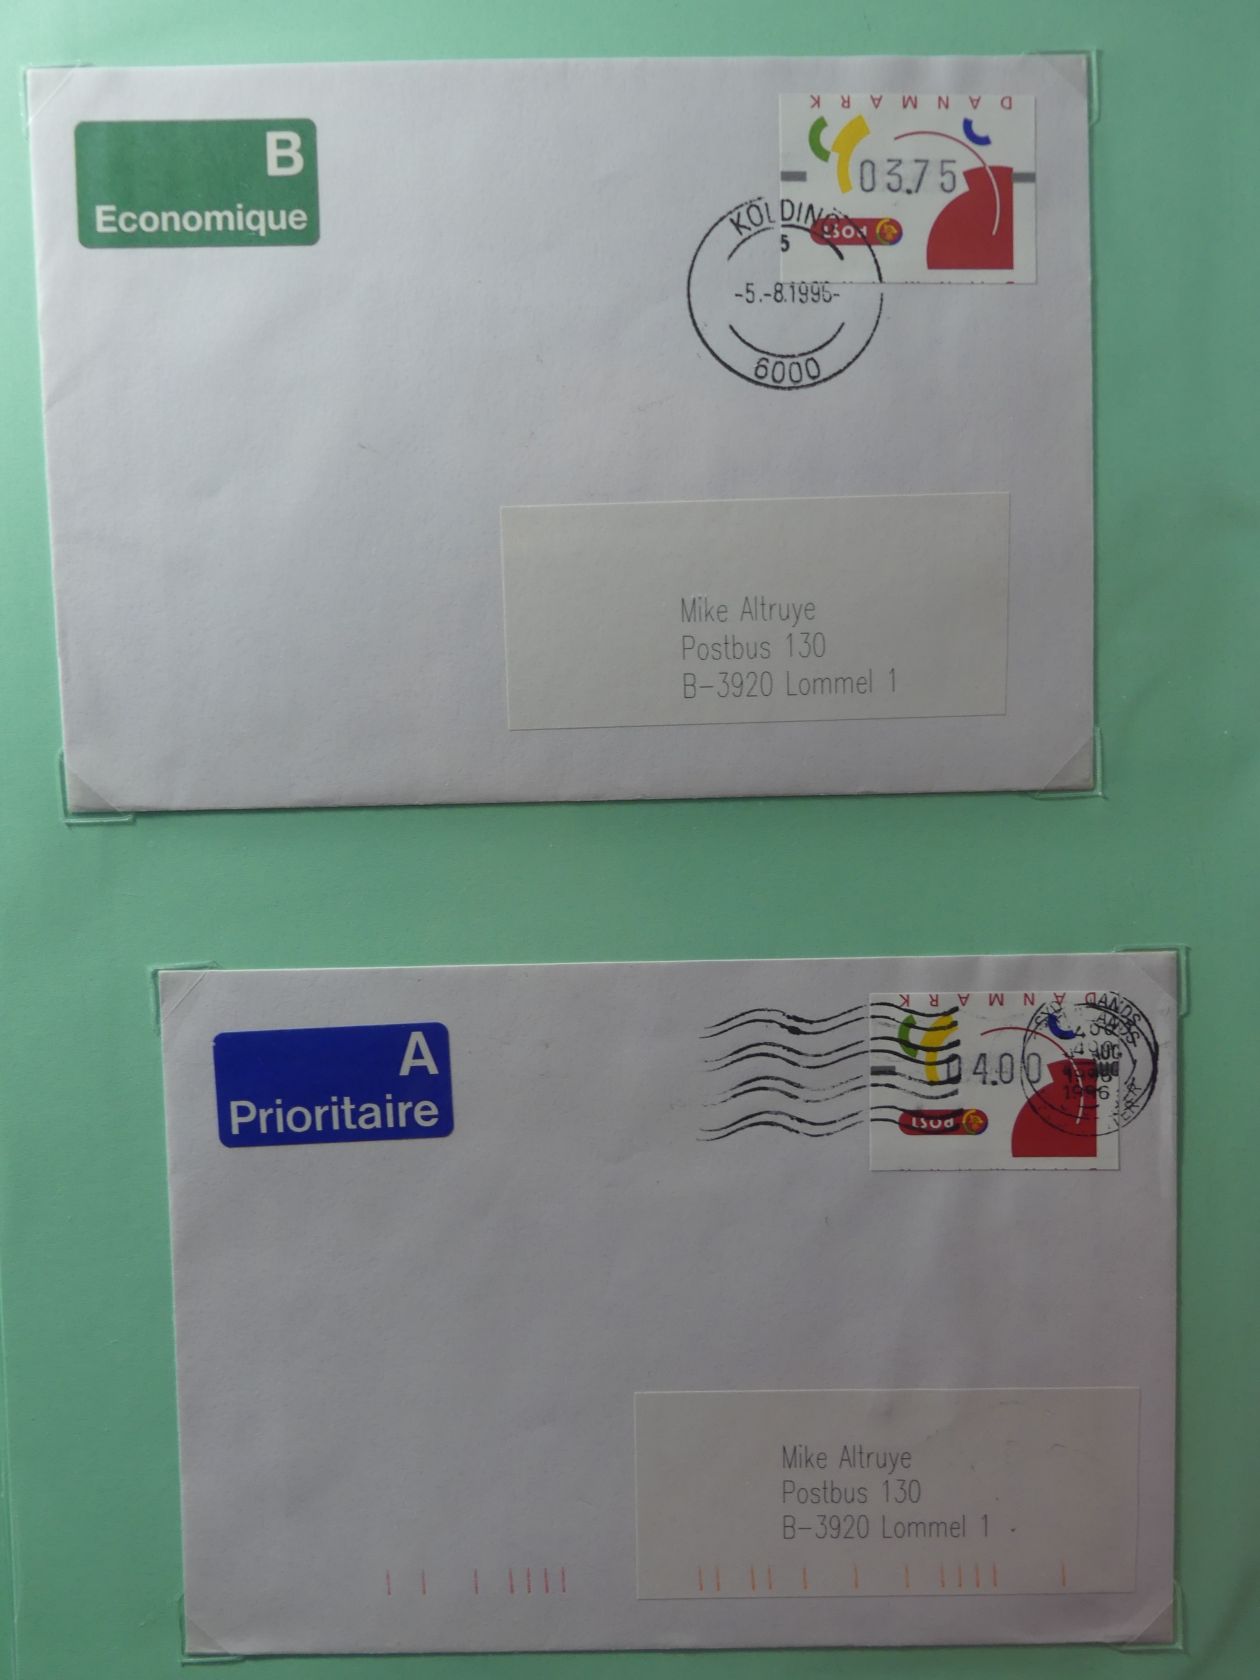 B
Economique
DANMARK
03.75
POST
KOLDING
5
-5.-8.1996-
6000
Mike Altruye
Postbus 130
B-3920 Lommel 1
A
Prioritaire
DANMARK
04.00
POST
AUG
1996
Mike Altruye
Postbus 130
B-3920 Lommel 1